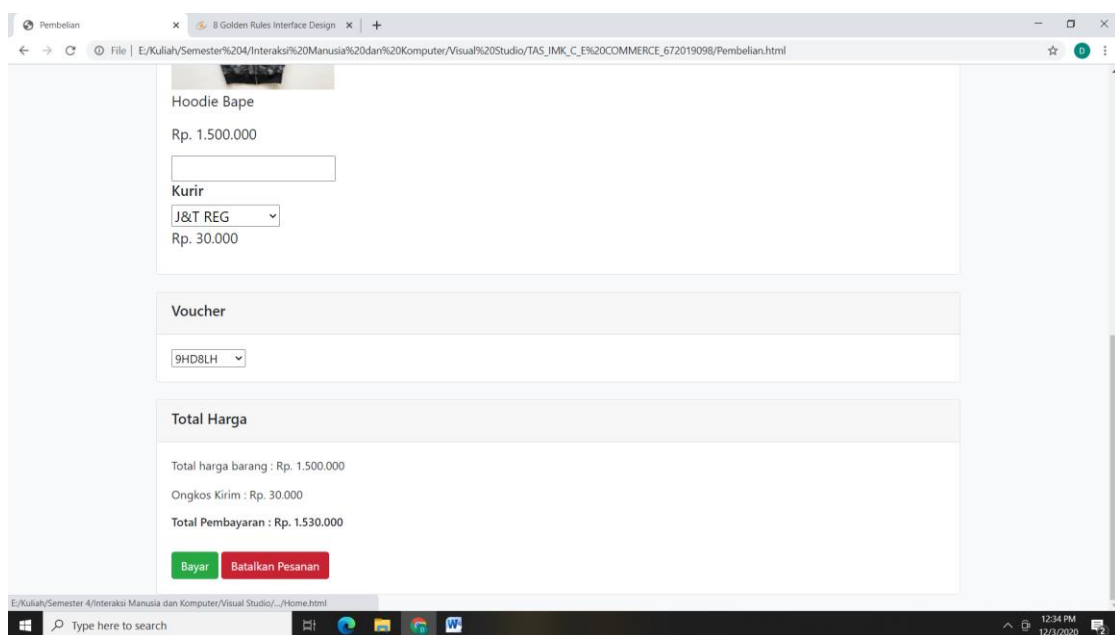 Pembelian
8 Golden Rules Interface Design
File
E:/Kuliah/Semester%204/Interaksi%20Manusia%20dan%20Komputer/Visual%20Studio/TAS_IMK_C_E%20COMMERCE_672019098/Pembelian.html
D
Hoodie Bape
Rp. 1.500.000
Kurir
J&T REG
Rp. 30.000
Voucher
9HD8LH
Total Harga
Total harga barang : Rp. 1.500.000
Ongkos Kirim : Rp. 30.000
Total Pembayaran : Rp. 1.530.000
Bayar Batalkan Pesanan
E:/Kuliah/Semester 4/Interaksi Manusia dan Komputer/Visual Studio/.../Home.html
Type here to search
12:34 PM
12/3/2020
2